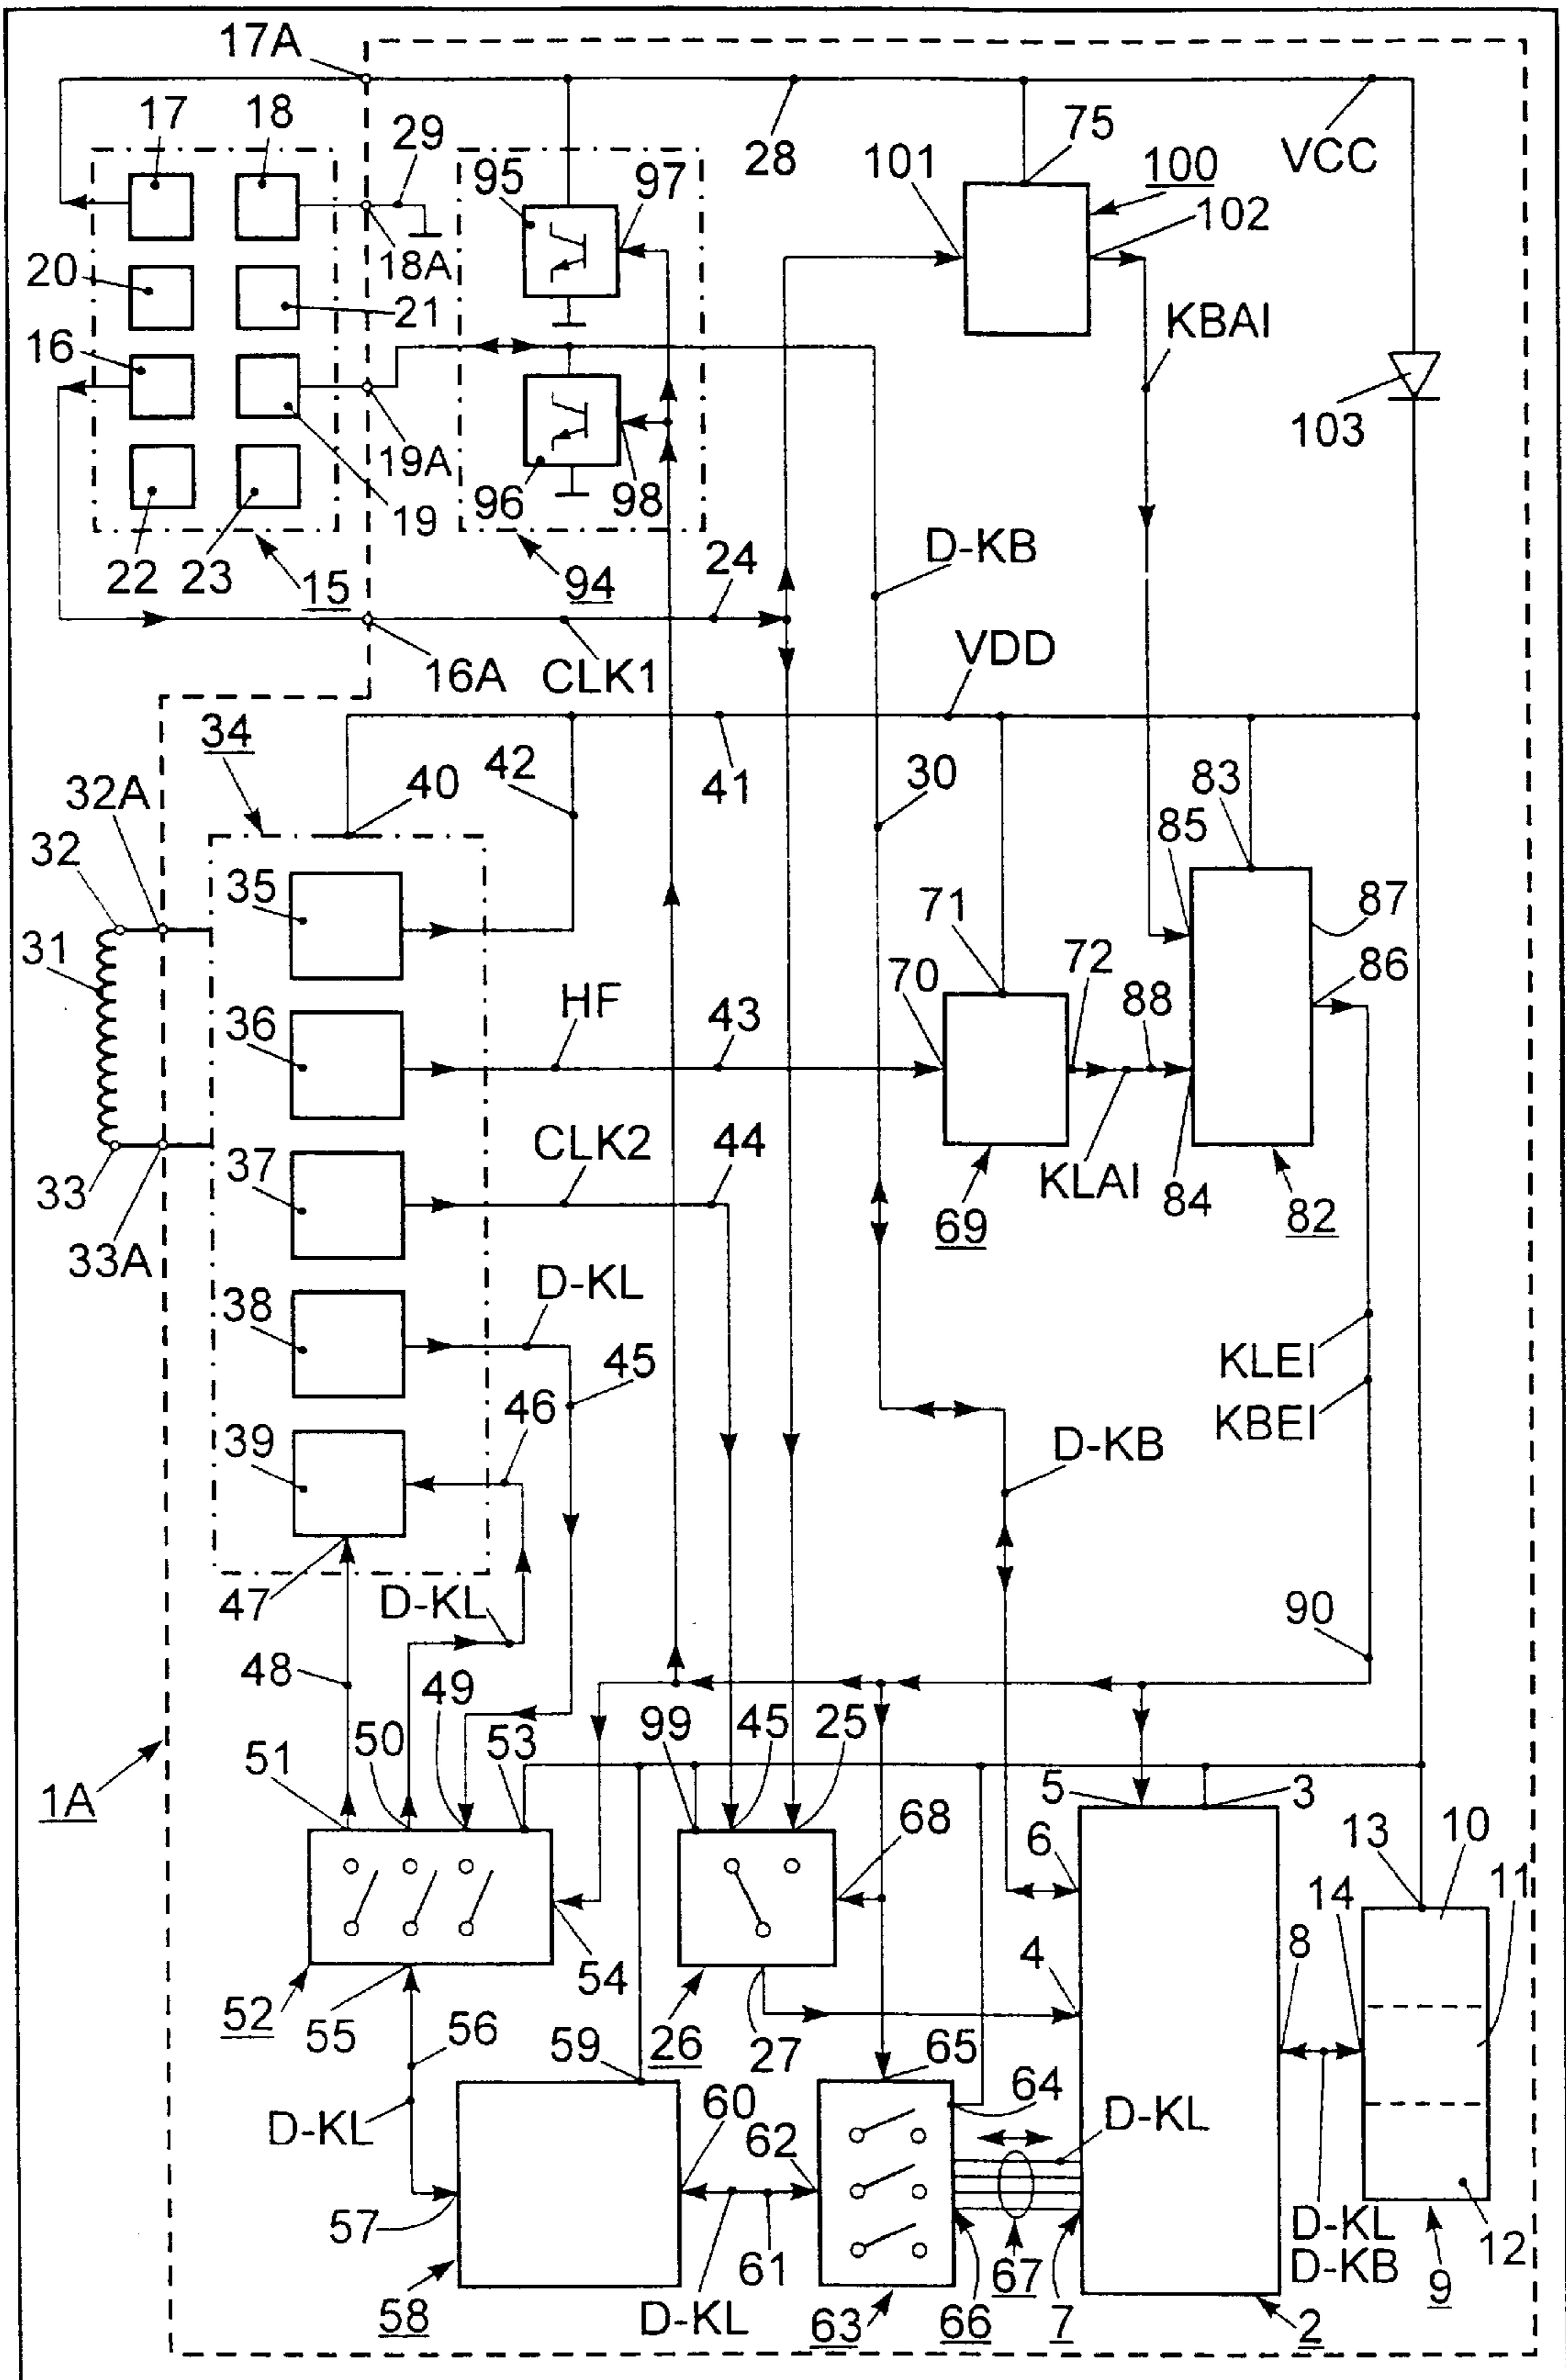 17A
17 18 29 95 97 28 101 75 100 102 VCC
20 21 18A KBAI
16 19A 96 98 103
22 23 15 19 94 24 D-KB
16A CLK1 VDD
34 42 40 41 30 83 85
32A
32 35 71 87
31 70 72 88 86
36 HF 43
37 CLK2 44 KLAI 84
33 69 82
33A
38 D-KL 45 KLEI
46 KBEI
39 D-KB
47 D-KL 90
48 49
51 50 53 99 45 25
1A 5 3
68 6 13 10
14 11
54 4 8
52 55 56 59 26 27 65
64
D-KL 60 62 D-KL
57 61 67 D-KL 12
D-KB
58 D-KL 63 66 7 2 9